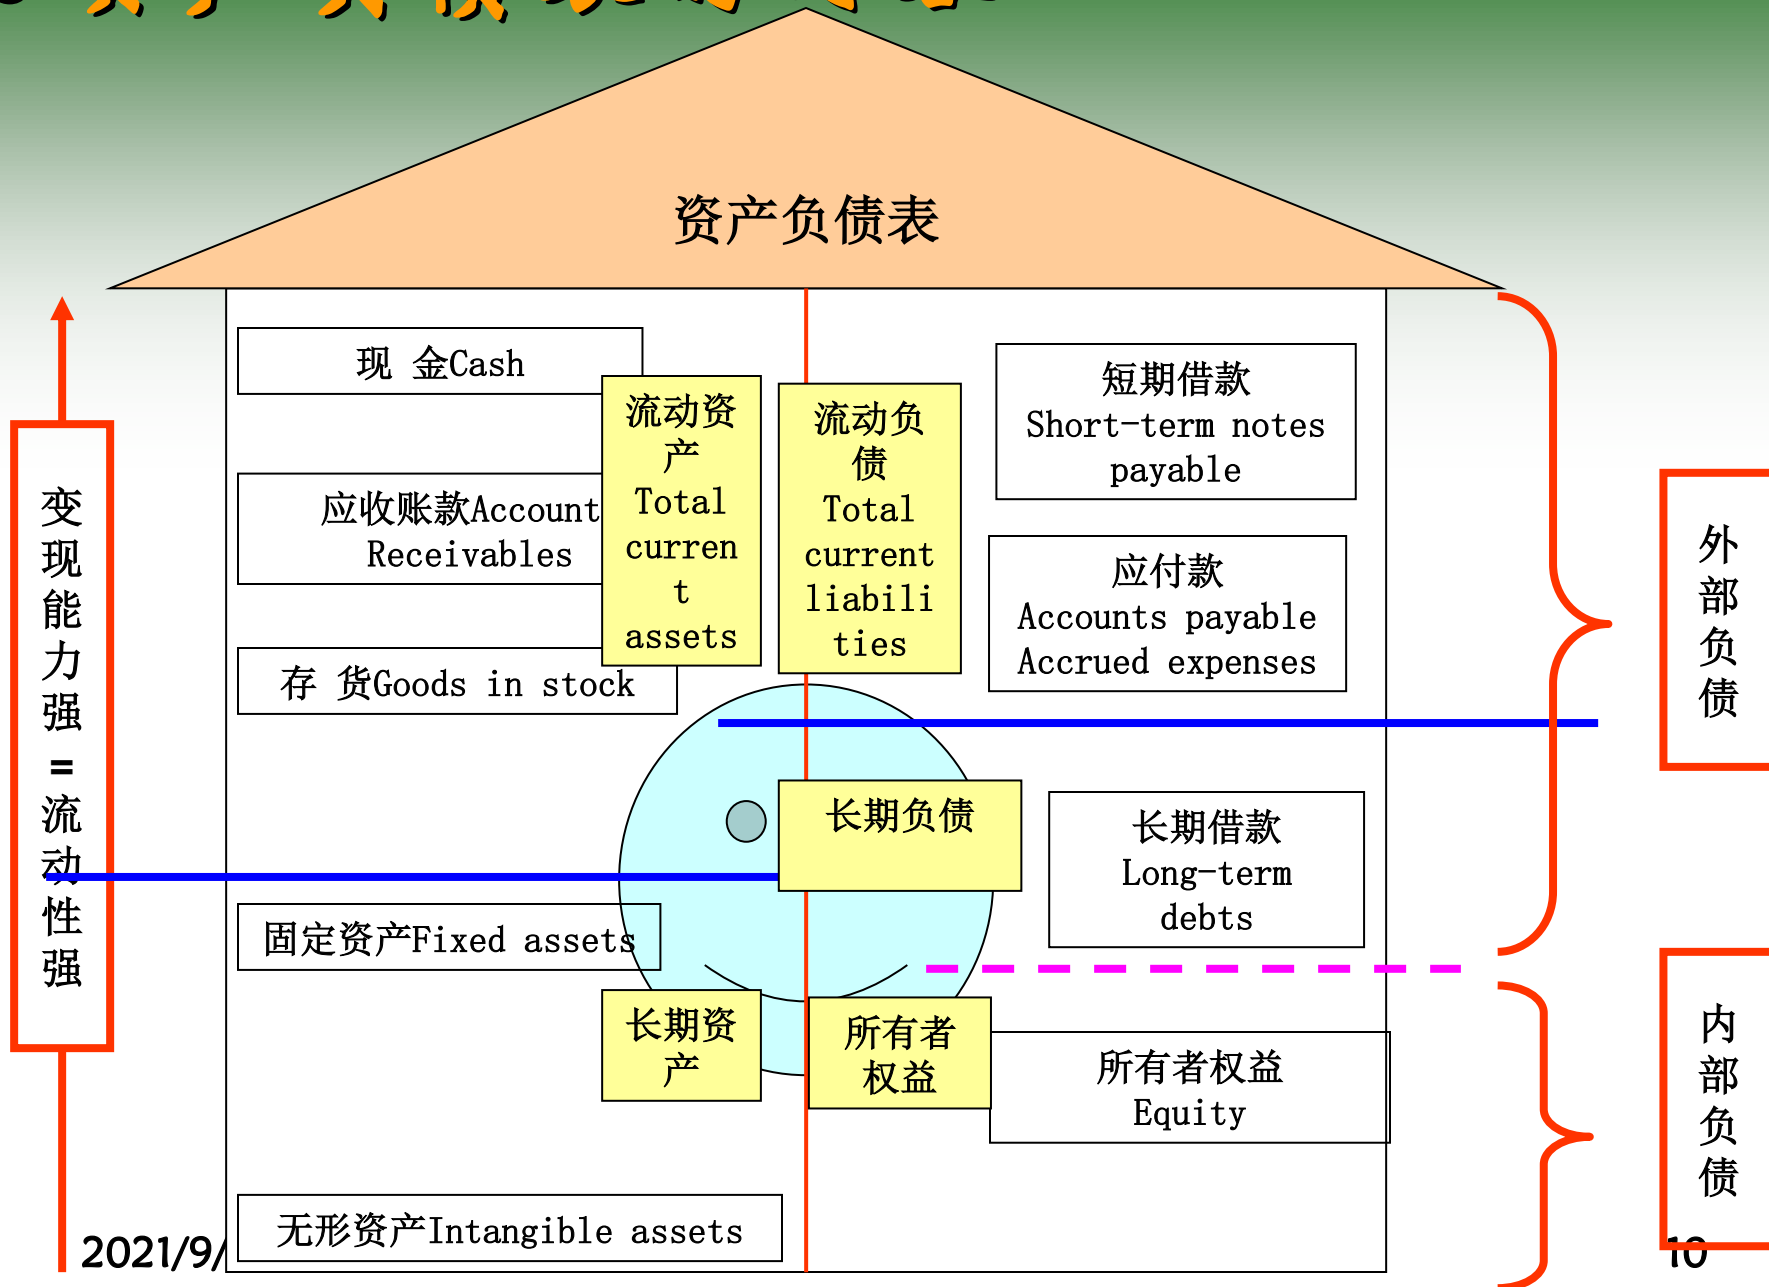 资产负债表
现 金Cash
应收账款Account
Receivables
存 货Goods in stock
流动资
产
Total
curren
t
assets
流动负
债
Total
current
liabili
ties
短期借款
Short-term notes
payable
应付款
Accounts payable
Accrued expenses
变
现
能
力
强
=
流
动
性
强
外
部
负
债
长期负债
长期借款
Long-term
debts
固定资产Fixed assets
长期资
产
所有者
权益
所有者权益
Equity
内
部
负
债
无形资产Intangible assets
2021/9/
10